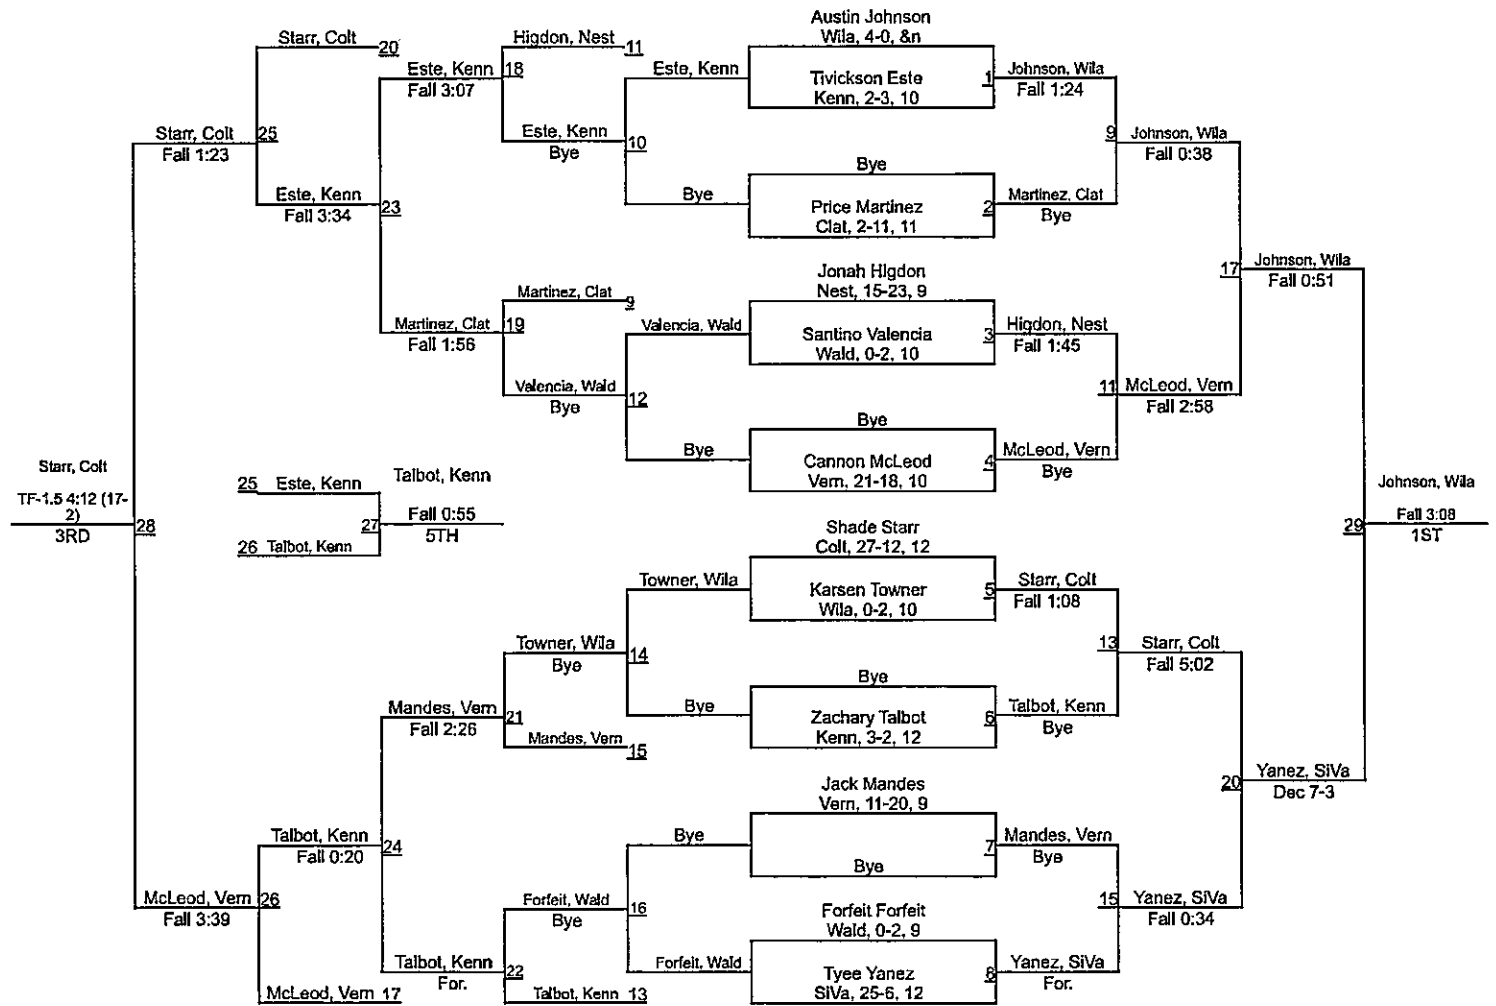 Austin Johnson
Wila, 4-0, &n
Tivickson Este
Kenn, 2-3, 10
1
Bye
Price Martinez
Clat, 2-11, 11
2
Jonah Higdon
Nest, 15-23, 9
Santino Valencia
Wald, 0-2, 10
3
Bye
Cannon McLeod
Vern, 21-18, 10
4
Shade Starr
Colt, 27-12, 12
Karsen Towner
Wila, 0-2, 10
5
Bye
Zachary Talbot
Kenn, 3-2, 12
6
Jack Mandes
Vern, 11-20, 9
Bye
7
Forfeit Forfeit
Wald, 0-2, 9
Tyee Yanez
SiVa, 25-6, 12
8
Johnson, Wila
Fall 1:24
Martinez, Clat
Bye
Higdon, Nest
Fall 1:45
McLeod, Vern
Bye
Starr, Colt
Fall 1:08
Talbot, Kenn
Bye
Mandes, Vern
Bye
Yanez, SiVa
For.
9
Johnson, Wila
Fall 0:38
11
McLeod, Vern
Fall 2:58
13
Starr, Colt
Fall 5:02
15
Yanez, SiVa
Fall 0:34
17
Johnson, Wila
Fall 0:51
20
Yanez, SiVa
Dec 7-3
29
Johnson, Wila
Fall 3:08
1ST
Este, Kenn
10
Bye
Valencia, Wald
12
Bye
Towner, Wila
14
Bye
Bye
16
Forfeit, Wald
Higdon, Nest
11
18
Este, Kenn
Bye
Martinez, Clat
9
19
Valencia, Wald
Bye
Towner, Wila
Bye
21
Mandes, Vern
15
Forfeit, Wald
Bye
22
Talbot, Kenn 13
Este, Kenn
Fall 3:07
23
Martinez, Clat
Fall 1:56
Mandes, Vern
Fall 2:26
24
Talbot, Kenn
For.
Starr, Colt
20
25
Este, Kenn
Fall 3:34
Talbot, Kenn
Fall 0:20
26
McLeod, Vern 17
Starr, Colt
Fall 1:23
McLeod, Vern
Fall 3:39
28
Starr, Colt
TF-1.5 4:12 (17-
2)
3RD
25 Este, Kenn
26 Talbot, Kenn
27
Talbot, Kenn
Fall 0:55
5TH